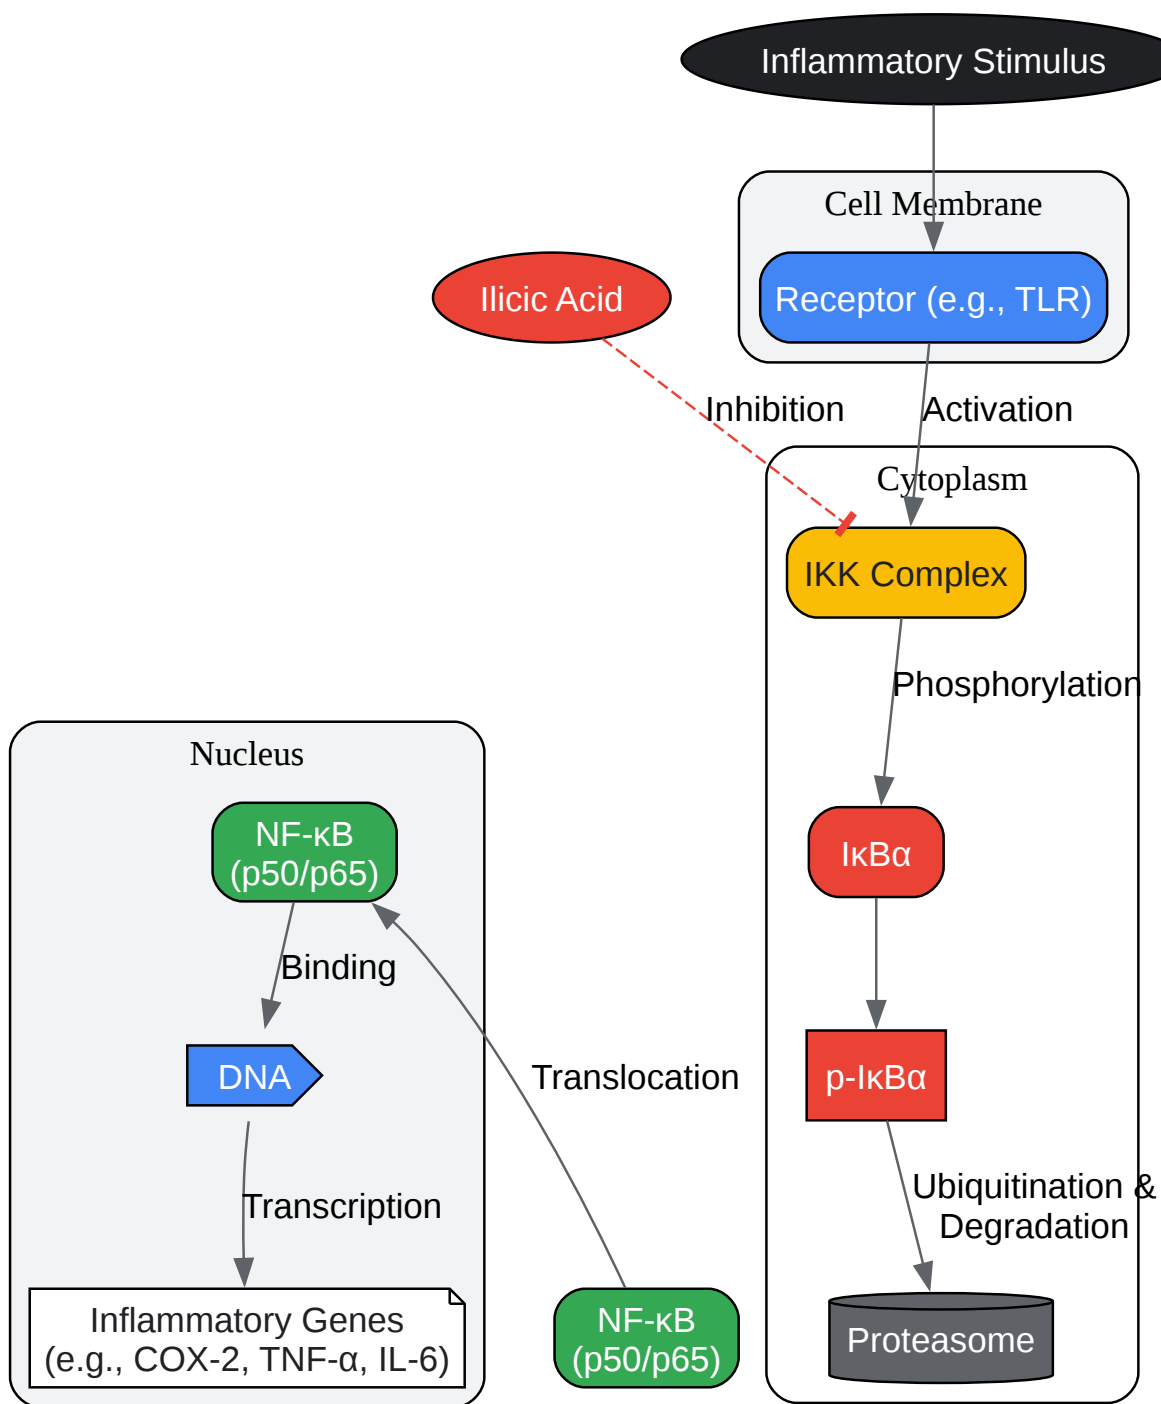 Inflammatory Stimulus
Cell Membrane
Receptor (e.g., TLR)
Ilicic Acid
Inhibition
Activation
Cytoplasm
IKK Complex
Phosphorylation
Nucleus
NF-κB
(p50/p65)
IκBα
Binding
DNA
Translocation
p-IκBα
Transcription
Ubiquitination &
Degradation
Inflammatory Genes
(e.g., COX-2, TNF-α, IL-6)
NF-κB
(p50/p65)
Proteasome